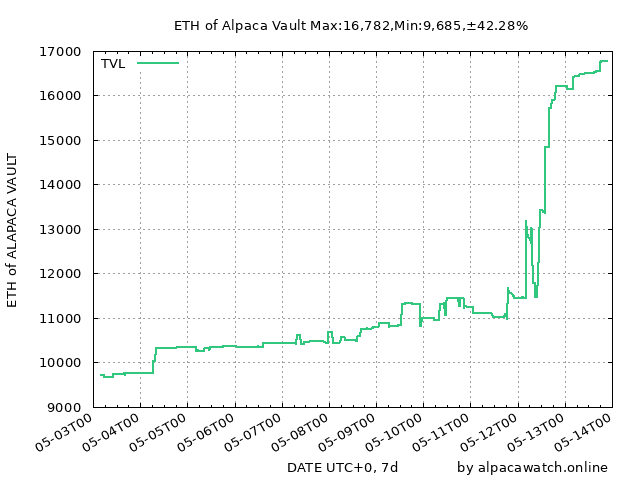 ETH of Alpaca Vault Max:16,782,Min:9,685,±42.28%
TVL
17000
16000
15000
14000
13000
12000
11000
10000
9000
ETH of ALAPACA VAULT
05-03T00
05-04T00
05-05T00
05-06T00
05-07T00
05-08T00
05-09T00
05-10T00
05-11T00
05-12T00
05-13T00
05-14T00
DATE UTC+0, 7d
by alpacawatch.online